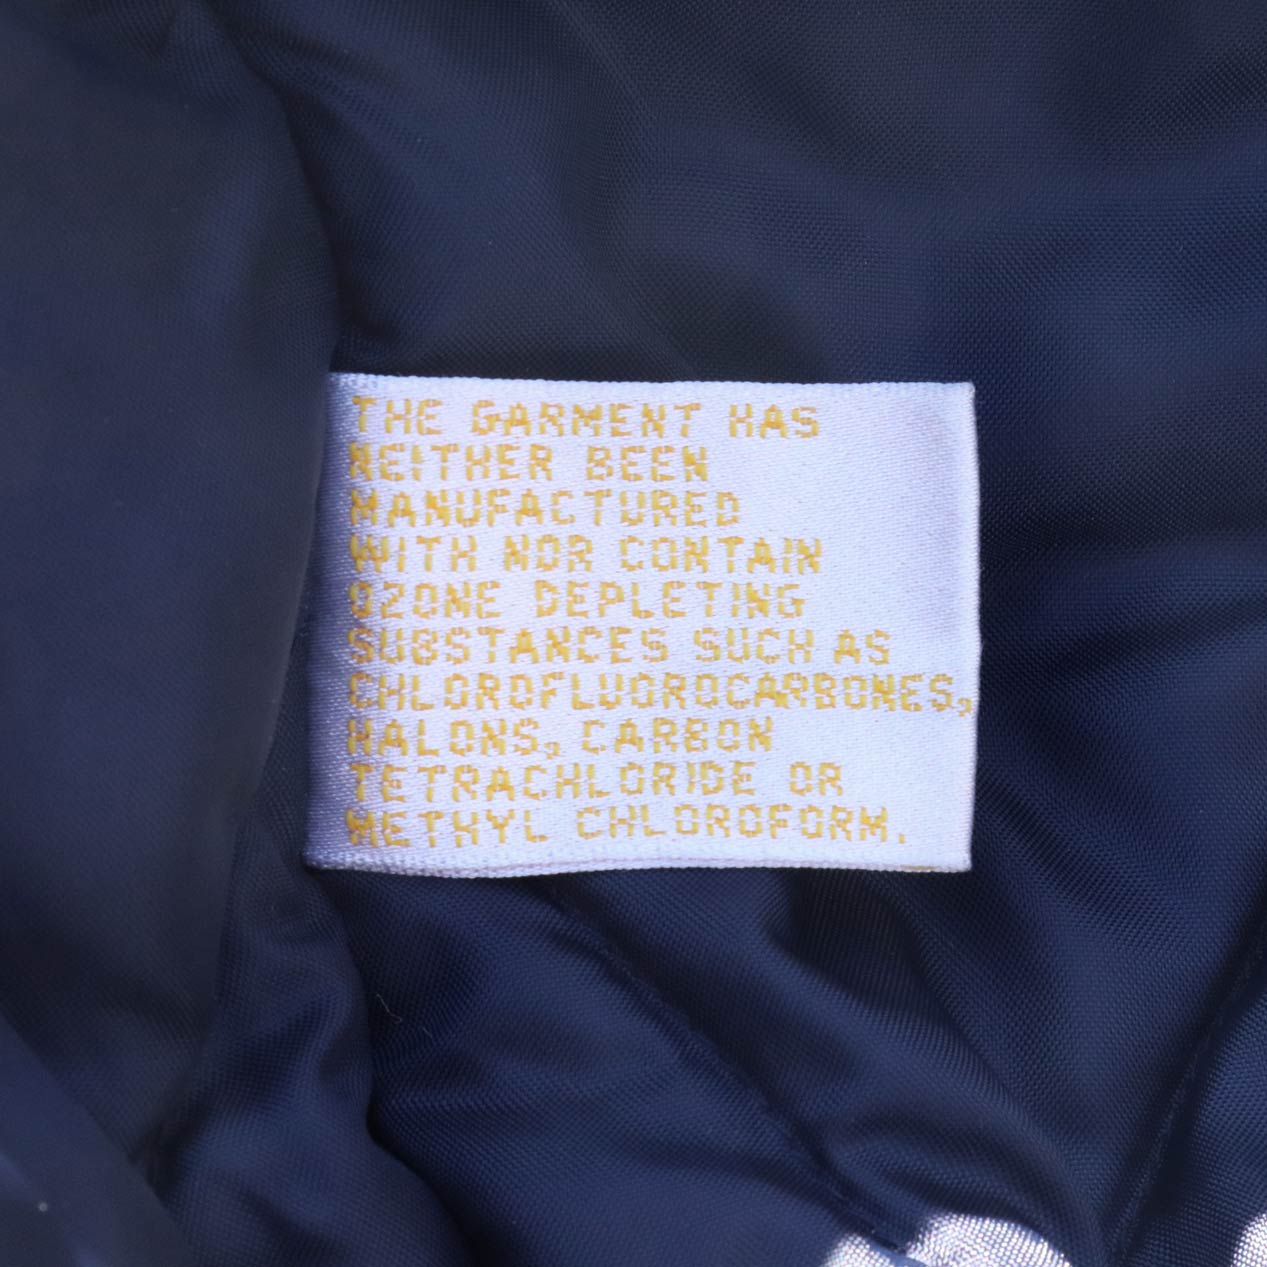 THE GARMENT HAS
NEITHER BEEN
MANUFACTURED
WITH NOR CONTAIN
OZONE DEPLETING
SUBSTANCES SUCH AS
CHLOROFLUOROCARBONES,
HALONS, CARBON
TETRACHLORIDE OR
METHYL CHLOROFORM.